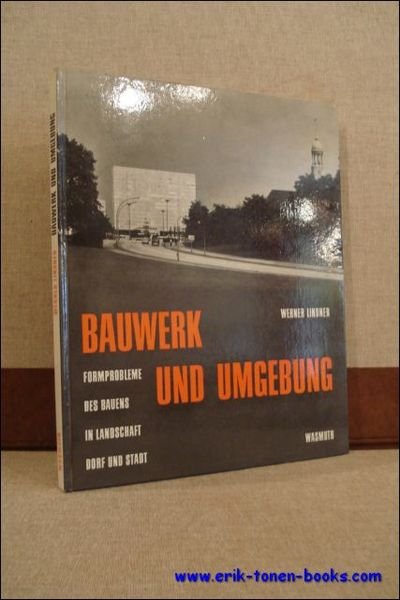 BAUWERK UND UMGEBUNG
WERNER LINDNER
BAUWERK
UND UMGEBUNG
FORMPROBLEME
DES BAUENS
IN LANDSCHAFT
DORF UND STADT
WASMUTH
www.erik-tonen-books.com